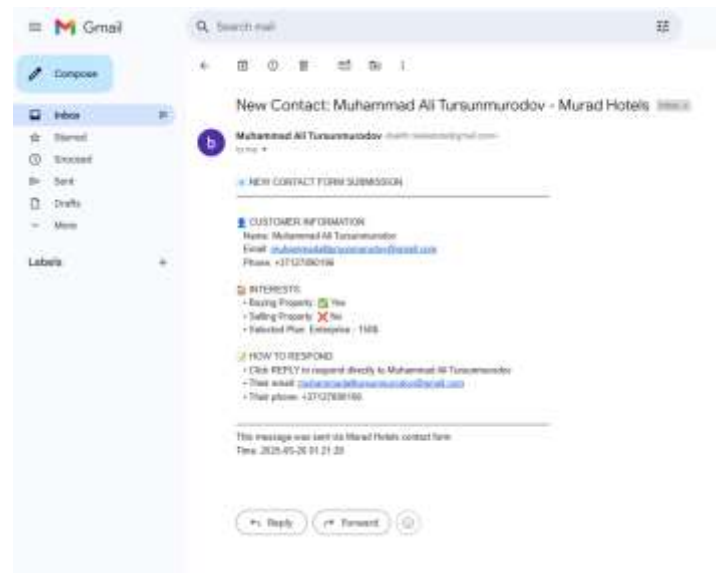 Gmail
Search mail
Compose
Inbox
Starred
Snoozed
Sent
Drafts
More
Labels
New Contact: Muhammad Ali Tursunmurodov - Murad Hotels
Muhammad Ali Tursunmurodov
to me
NEW CONTACT FORM SUBMISSION
CUSTOMER INFORMATION
Name: Muhammad Ali Tursunmurodov
Email:
Phone:
INTERESTS:
• Buying Property: ✅ Yes
• Selling Property: ❌ No
• Selected Plan: Enterprise -
HOW TO RESPOND
• Click REPLY to respond directly to Muhammad Ali Tursunmurodov
• Their email:
• Their phone:
This message was sent via Murad Hotels contact form
Time:
Reply
Forward